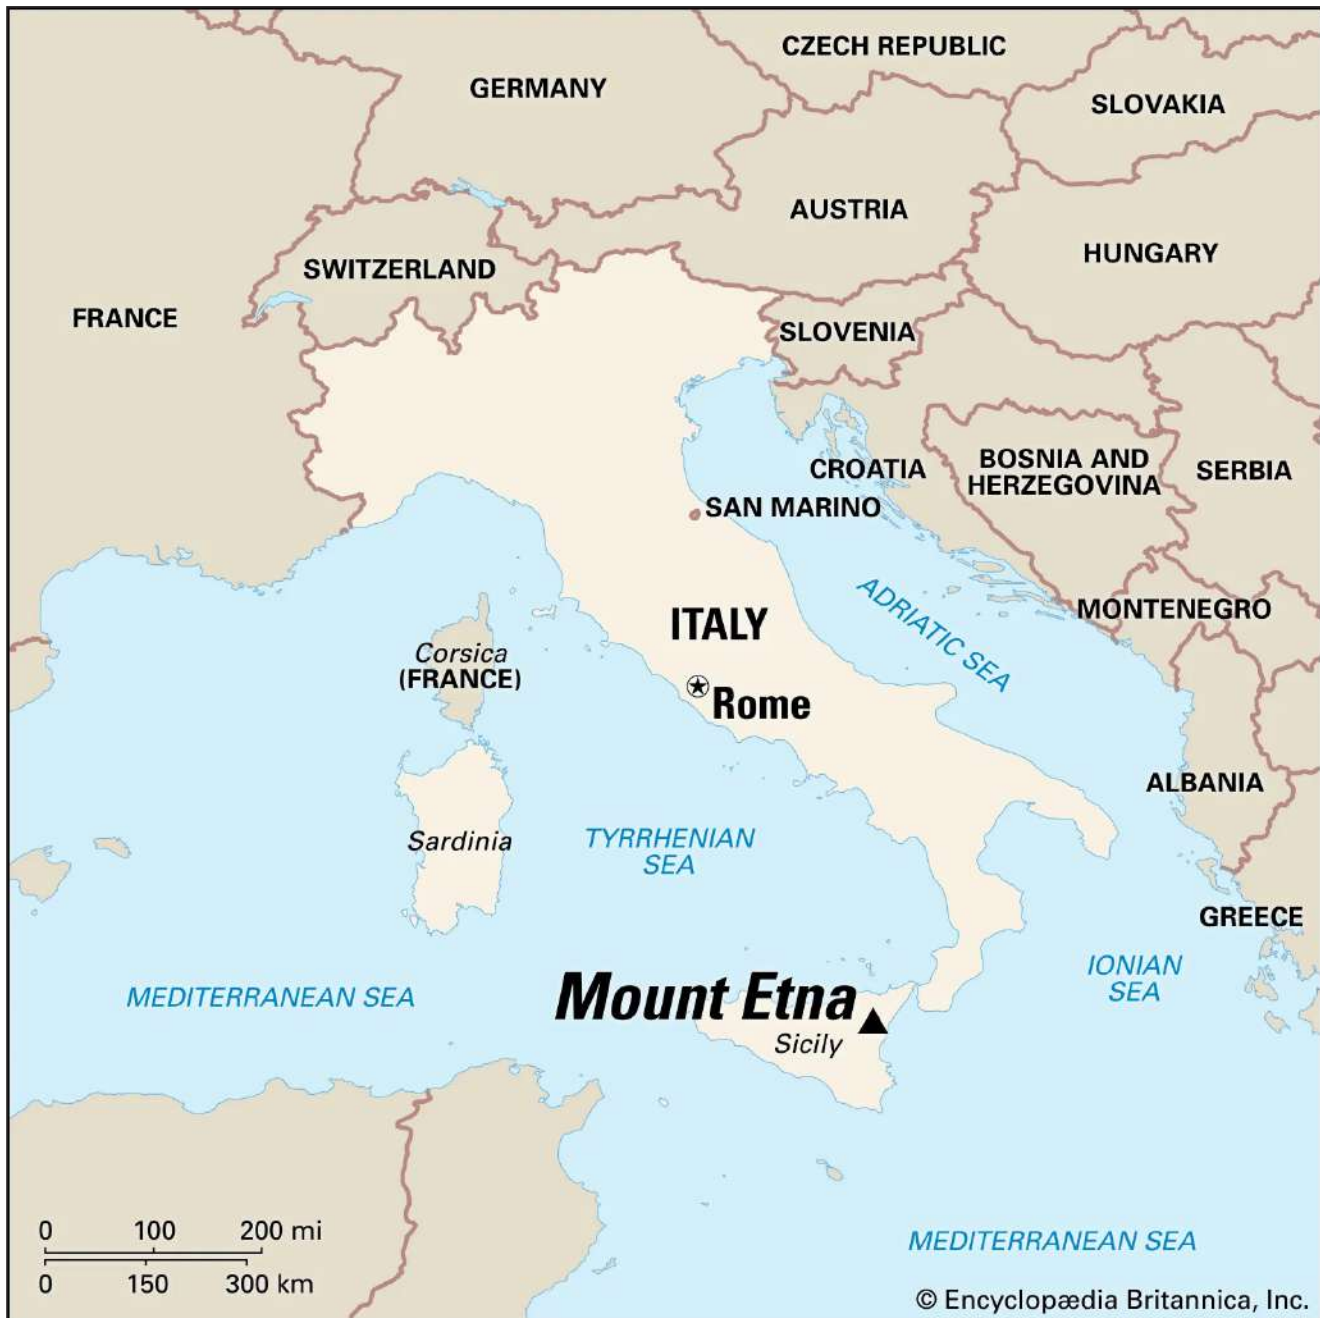 CZECH REPUBLIC
GERMANY
SLOVAKIA
AUSTRIA
HUNGARY
SWITZERLAND
FRANCE
SLOVENIA
CROATIA
BOSNIA AND
HERZEGOVINA
SERBIA
SAN MARINO
ADRIATIC SEA
MONTENEGRO
ITALY
Corsica
(FRANCE)
Rome
ALBANIA
Sardinia
TYRRHENIAN
SEA
GREECE
IONIAN
SEA
MEDITERRANEAN SEA
Mount Etna
Sicily
0 100 200 mi
0 150 300 km
MEDITERRANEAN SEA
© Encyclopædia Britannica, Inc.